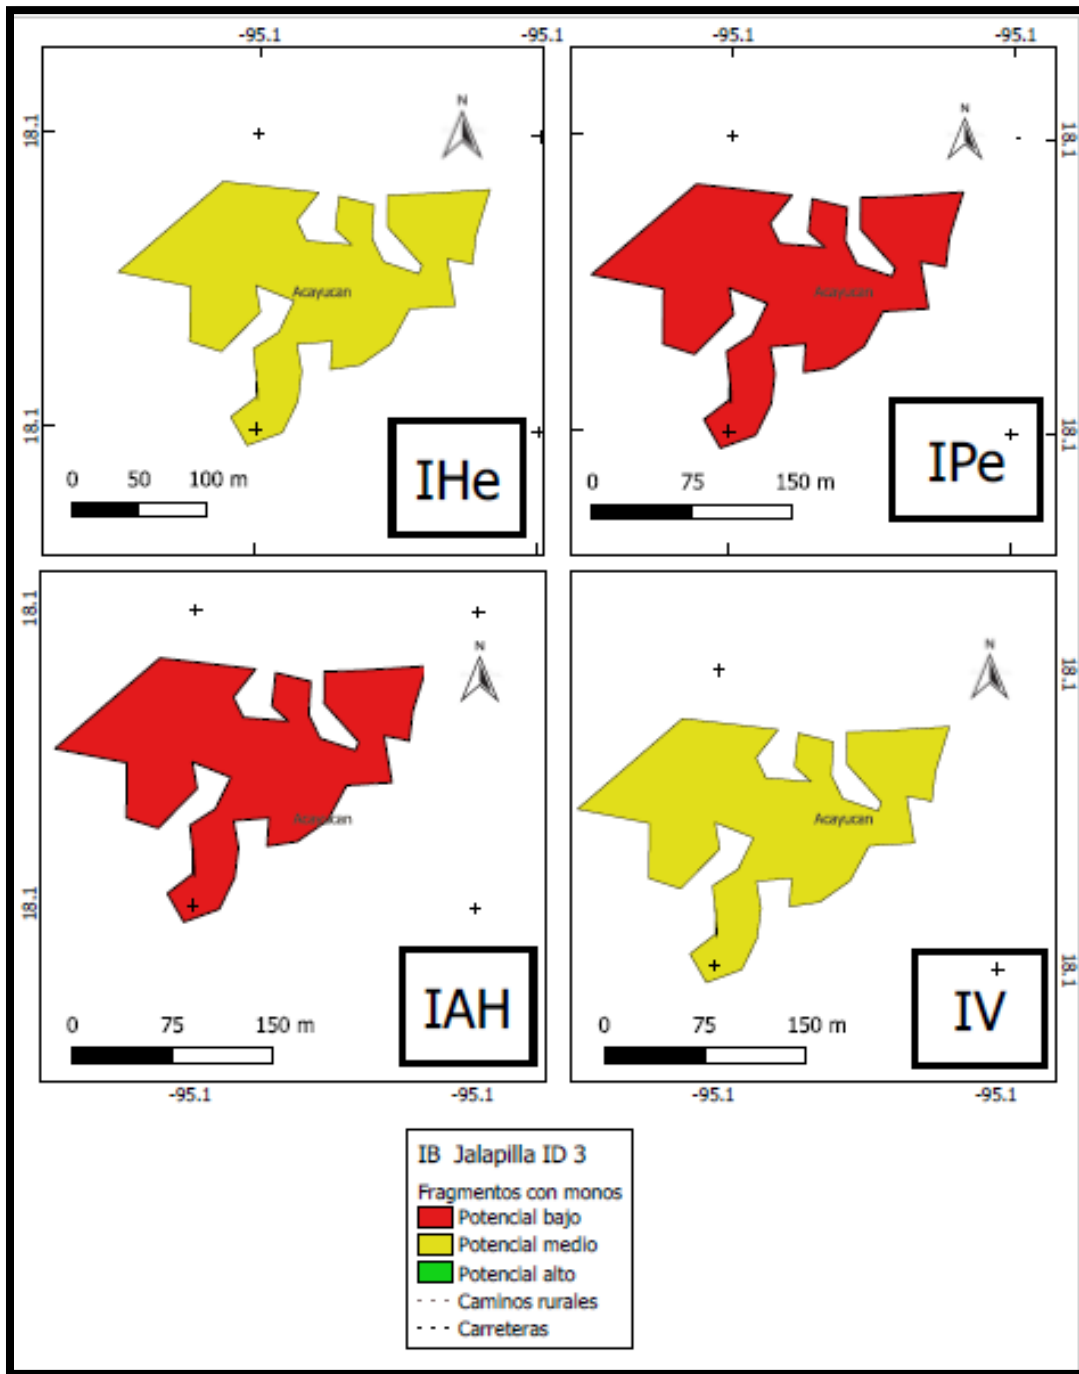 -95.1 -95.1 -95.1 -95.1
18.1 N N 18.1
Acayucan Acayucan
18.1 18.1
0 50 100 m IHe 0 75 150 m IPe
18.1 N N 18.1
Acayucan Acayucan
18.1 18.1
0 75 150 m IAH 0 75 150 m IV
-95.1 -95.1 -95.1 -95.1
IB Jalapilla ID 3
Fragmentos con monos
Potencial bajo
Potencial medio
Potencial alto
Caminos rurales
Carreteras